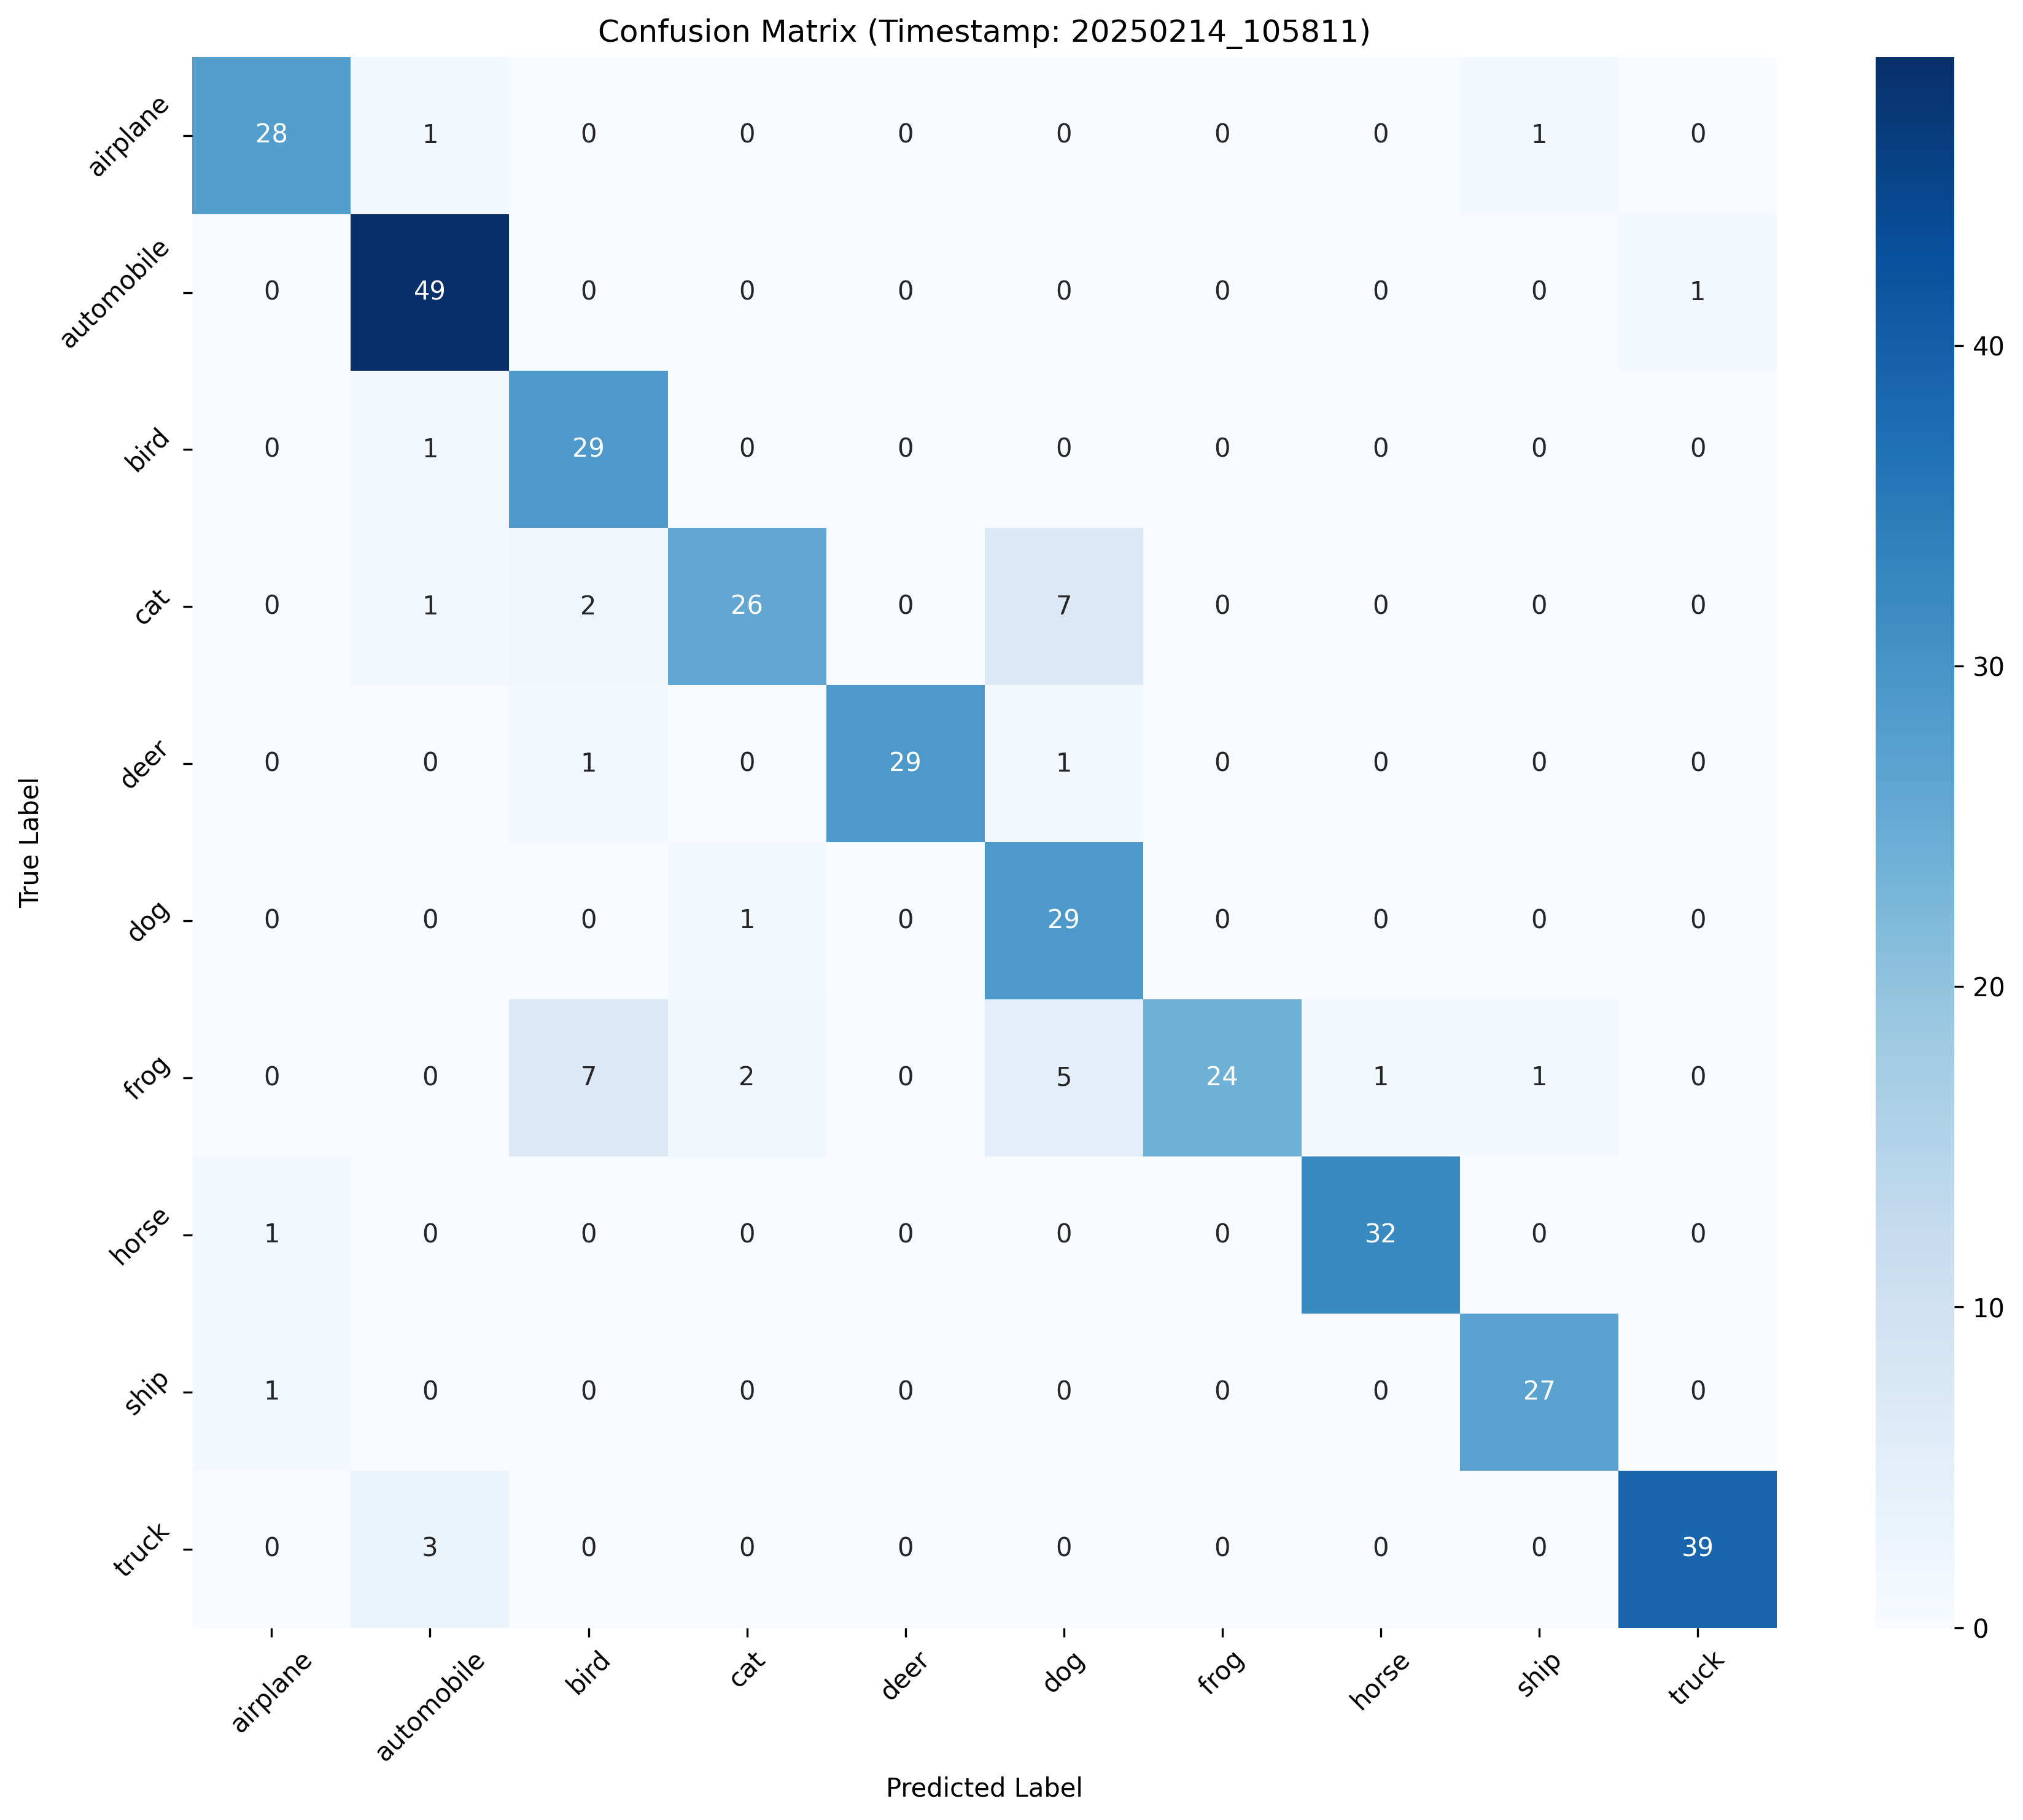 Confusion Matrix (Timestamp: 20250214_105811)
True Label
airplane 28 1 0 0 0 0 0 0 1 0
automobile 0 49 0 0 0 0 0 0 0 1
bird 0 1 29 0 0 0 0 0 0 0
cat 0 1 2 26 0 7 0 0 0 0
deer 0 0 1 0 29 1 0 0 0 0
dog 0 0 0 1 0 29 0 0 0 0
frog 0 0 7 2 0 5 24 1 1 0
horse 1 0 0 0 0 0 0 32 0 0
ship 1 0 0 0 0 0 0 0 27 0
truck 0 3 0 0 0 0 0 0 0 39
airplane automobile bird cat deer dog frog horse ship truck
Predicted Label
40
30
20
10
0